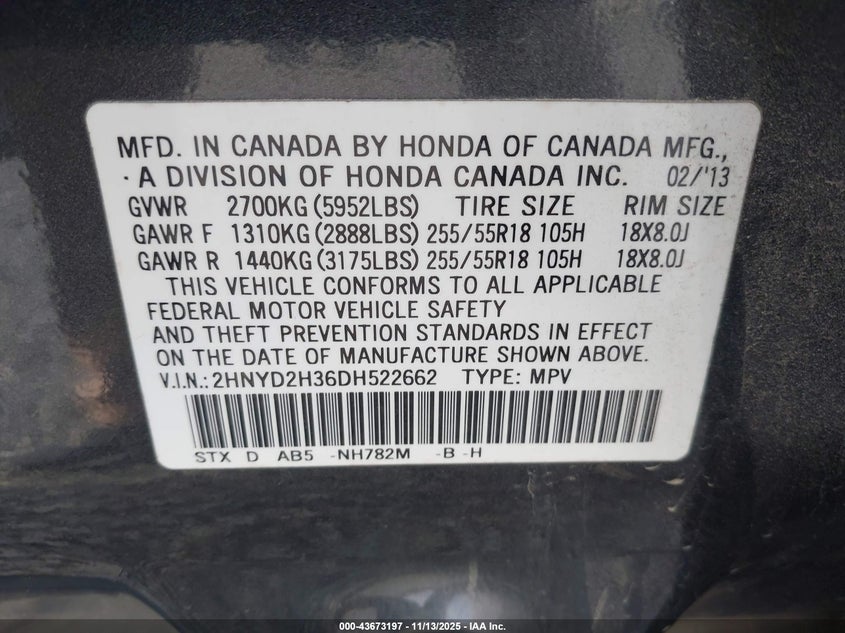 MFD. IN CANADA BY HONDA OF CANADA MFG.,
· A DIVISION OF HONDA CANADA INC. 02/'13
GVWR 2700KG (5952LBS) TIRE SIZE RIM SIZE
GAWR F 1310KG (2888LBS) 255/55R18 105H 18X8.0J
GAWR R 1440KG (3175LBS) 255/55R18 105H 18X8.0J
THIS VEHICLE CONFORMS TO ALL APPLICABLE
FEDERAL MOTOR VEHICLE SAFETY
AND THEFT PREVENTION STANDARDS IN EFFECT
ON THE DATE OF MANUFACTURE SHOWN ABOVE.
V.I.N.: 2HNYD2H36DH522662 TYPE: MPV
STX D AB5 -NH782M -B -H
000-43673197 - 11/13/2025 - IAA Inc.